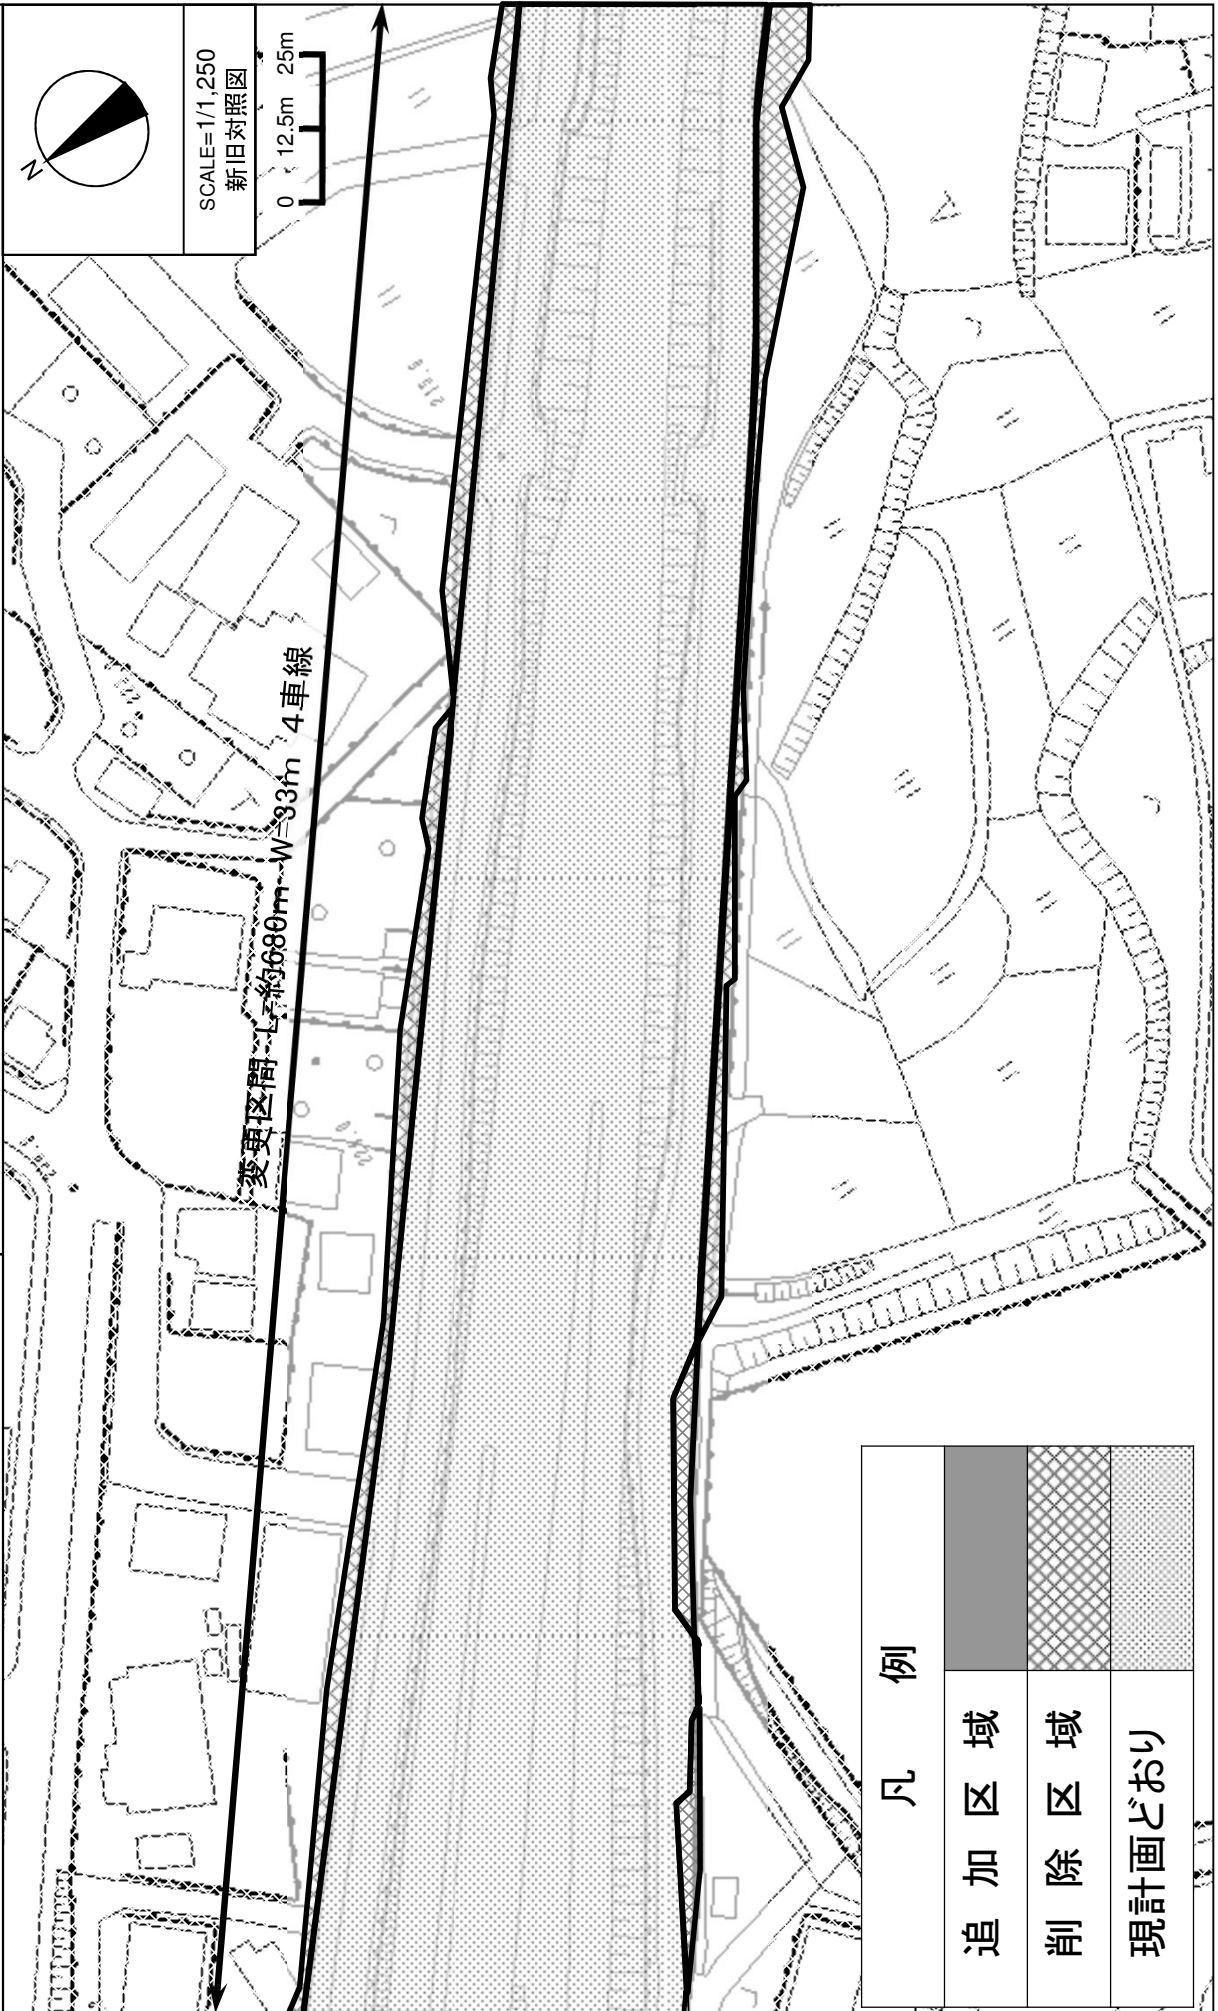 N
SCALE=1/1,250
新旧対照図
0 12.5m 25m
変更区間 L=約680m W=33m 4車線
凡 例
追 加 区 域
削 除 区 域
現計画どおり